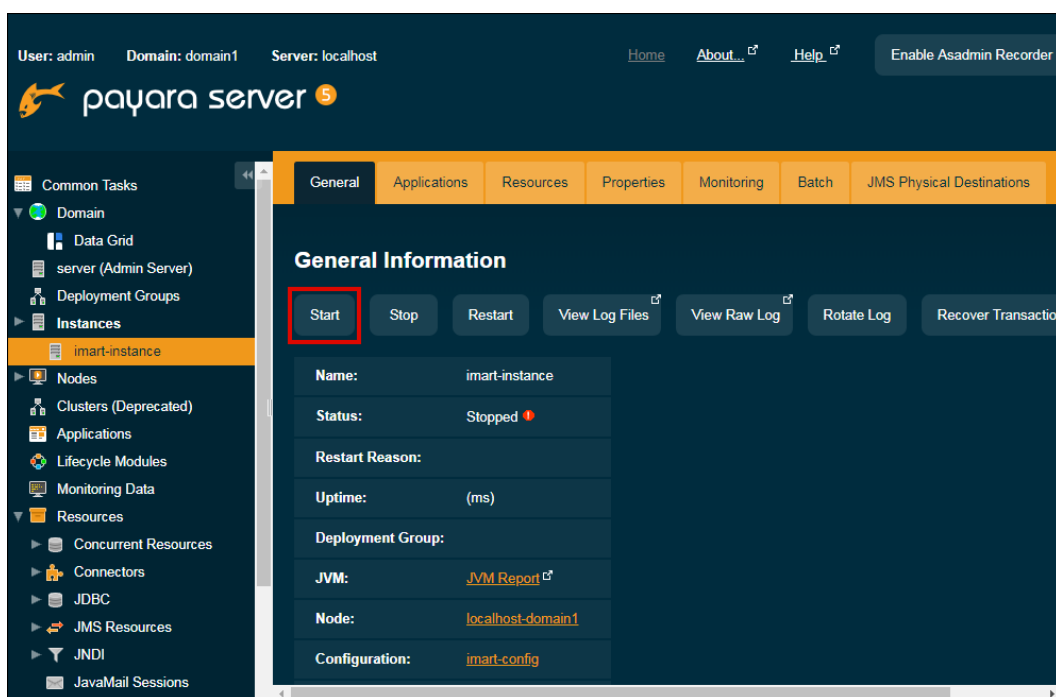 User: admin Domain: domain1 Server: localhost Home About... Help Enable Asadmin Recorder
payara server 5
Common Tasks
Domain
Data Grid
server (Admin Server)
Deployment Groups
Instances
imart-instance
Nodes
Clusters (Deprecated)
Applications
Lifecycle Modules
Monitoring Data
Resources
Concurrent Resources
Connectors
JDBC
JMS Resources
JNDI
JavaMail Sessions
General Applications Resources Properties Monitoring Batch JMS Physical Destinations
General Information
Start Stop Restart View Log Files View Raw Log Rotate Log Recover Transactio
Name: imart-instance
Status: Stopped
Restart Reason:
Uptime: (ms)
Deployment Group:
JVM: JVM Report
Node: localhost-domain1
Configuration: imart-config